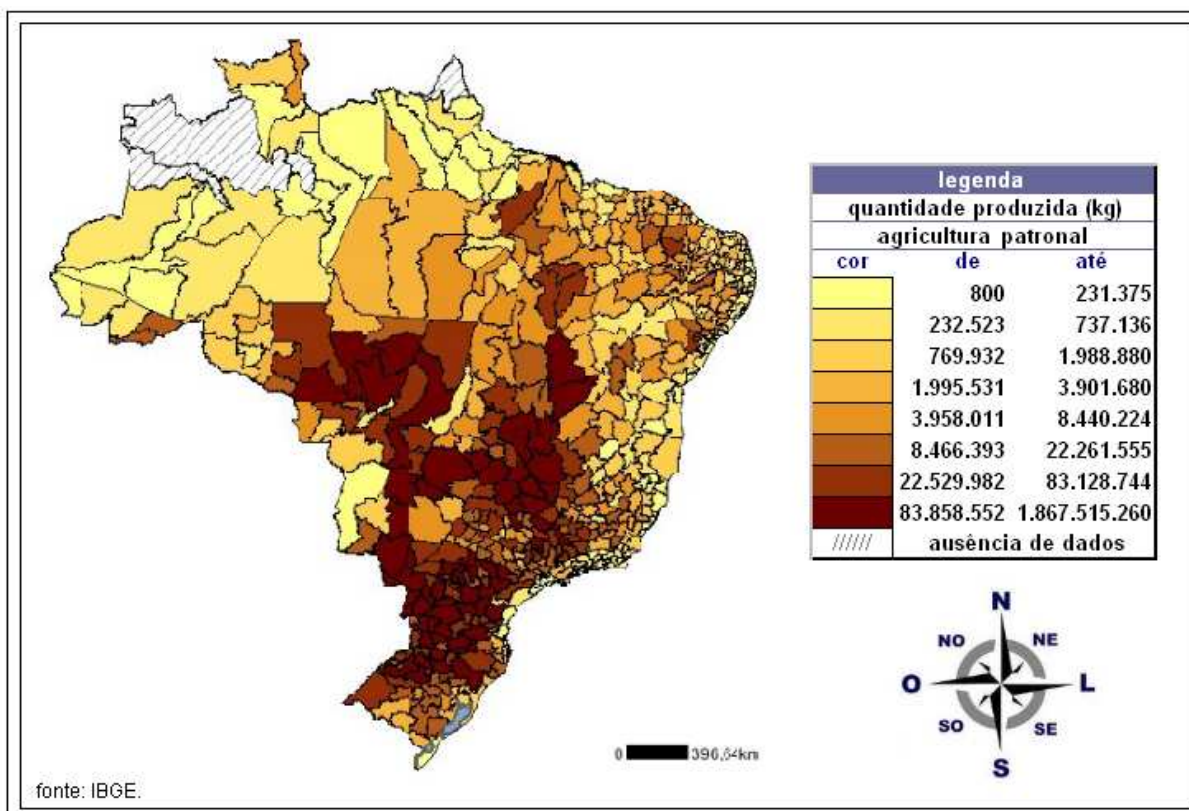 legenda
quantidade produzida (kg)
agricultura patronal
cor de até
800 231.375
232.523 737.136
769.932 1.988.880
1.995.531 3.901.680
3.958.011 8.440.224
8.466.393 22.261.555
22.529.982 83.128.744
83.858.552 1.867.515.260
ausência de dados
N
NO NE
O L
SO SE
S
0 396,64km
fonte: IBGE.